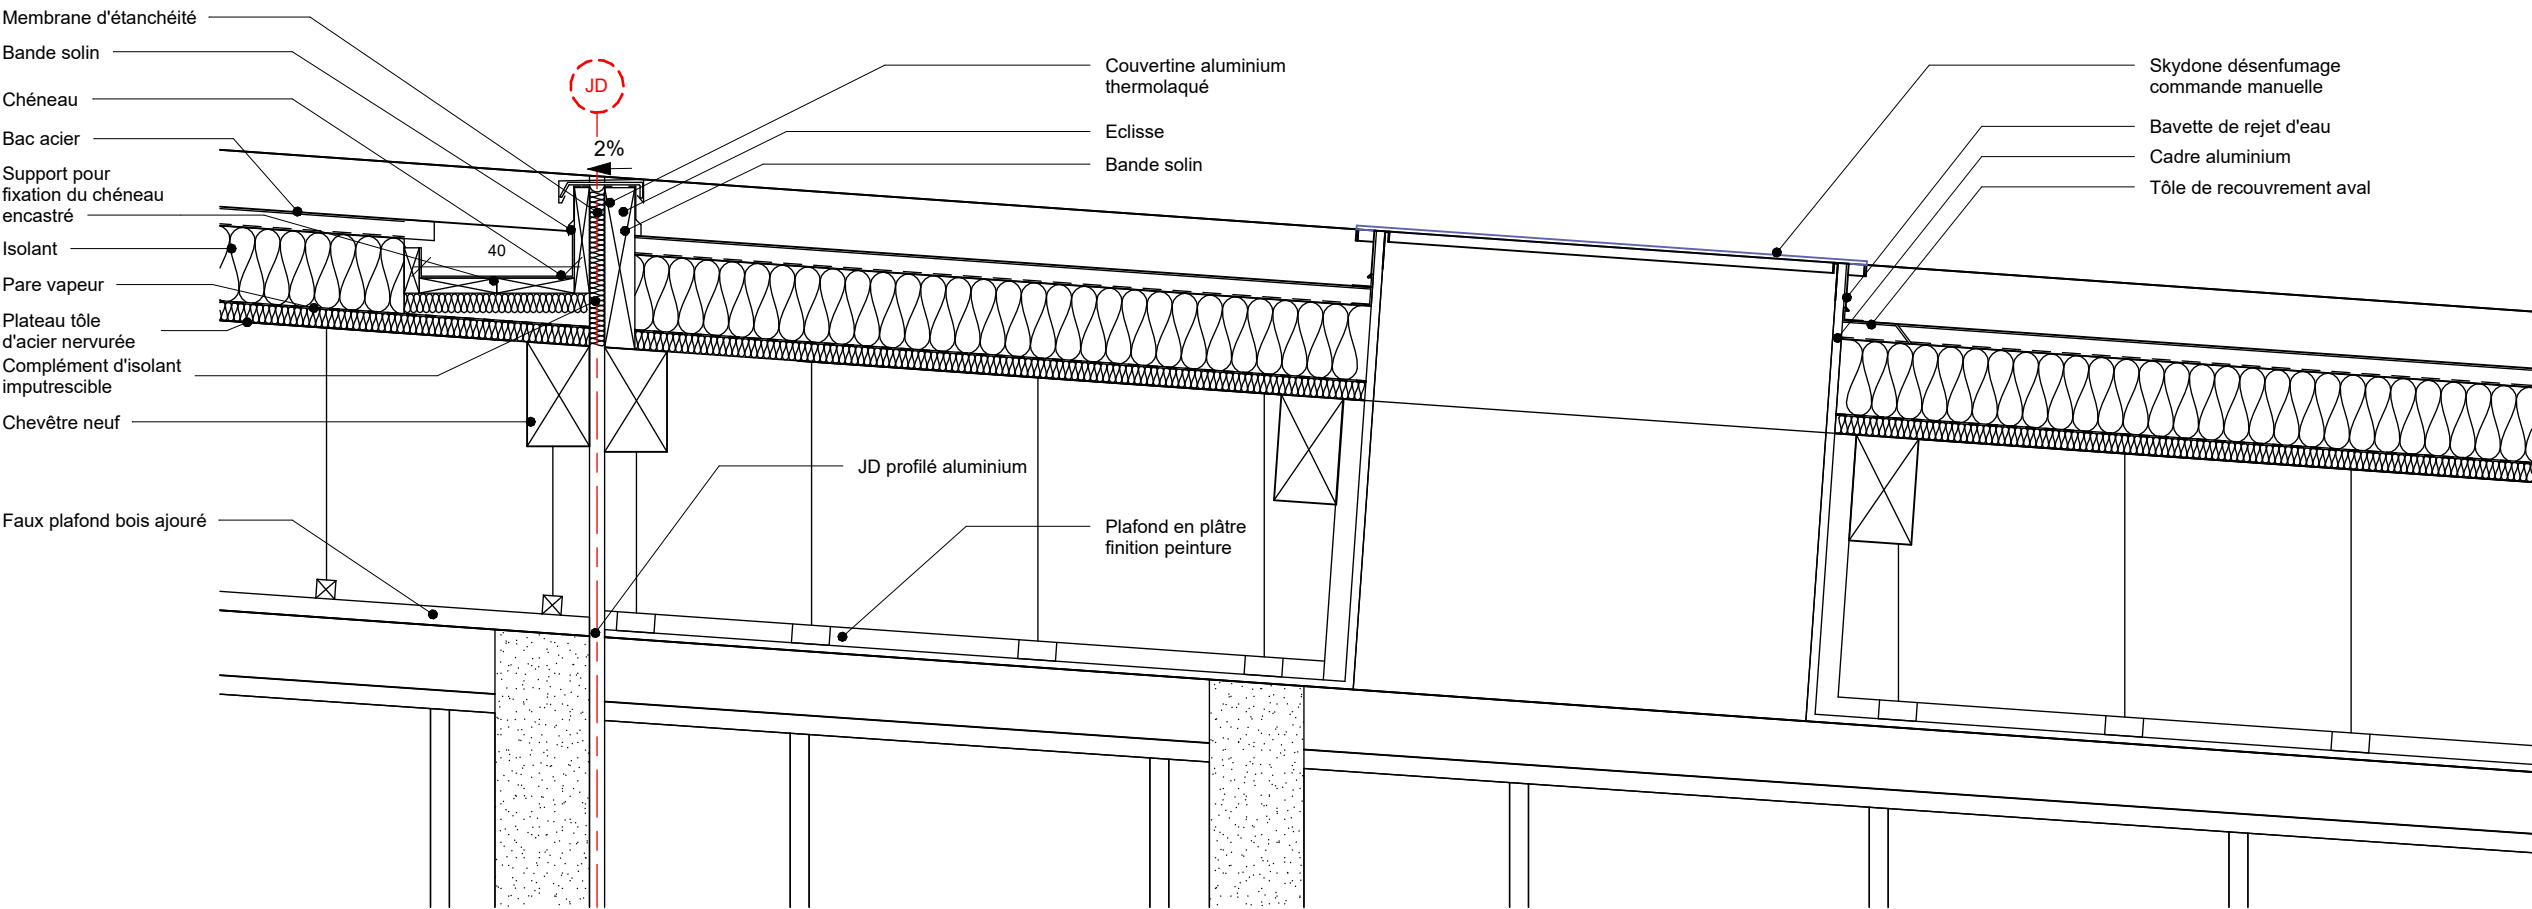 Membrane d'étanchéité
Bande solin
Chéneau
Bac acier
Support pour
fixation du chéneau
encastré
Isolant
Pare vapeur
Plateau tôle
d'acier nervurée
Complément d'isolant
imputrescible
Chevêtre neuf
Faux plafond bois ajouré
JD
2%
40
Couvertine aluminium
thermolaqué
Eclisse
Bande solin
JD profilé aluminium
Plafond en plâtre
finition peinture
Skydone désenfumage
commande manuelle
Bavette de rejet d'eau
Cadre aluminium
Tôle de recouvrement aval